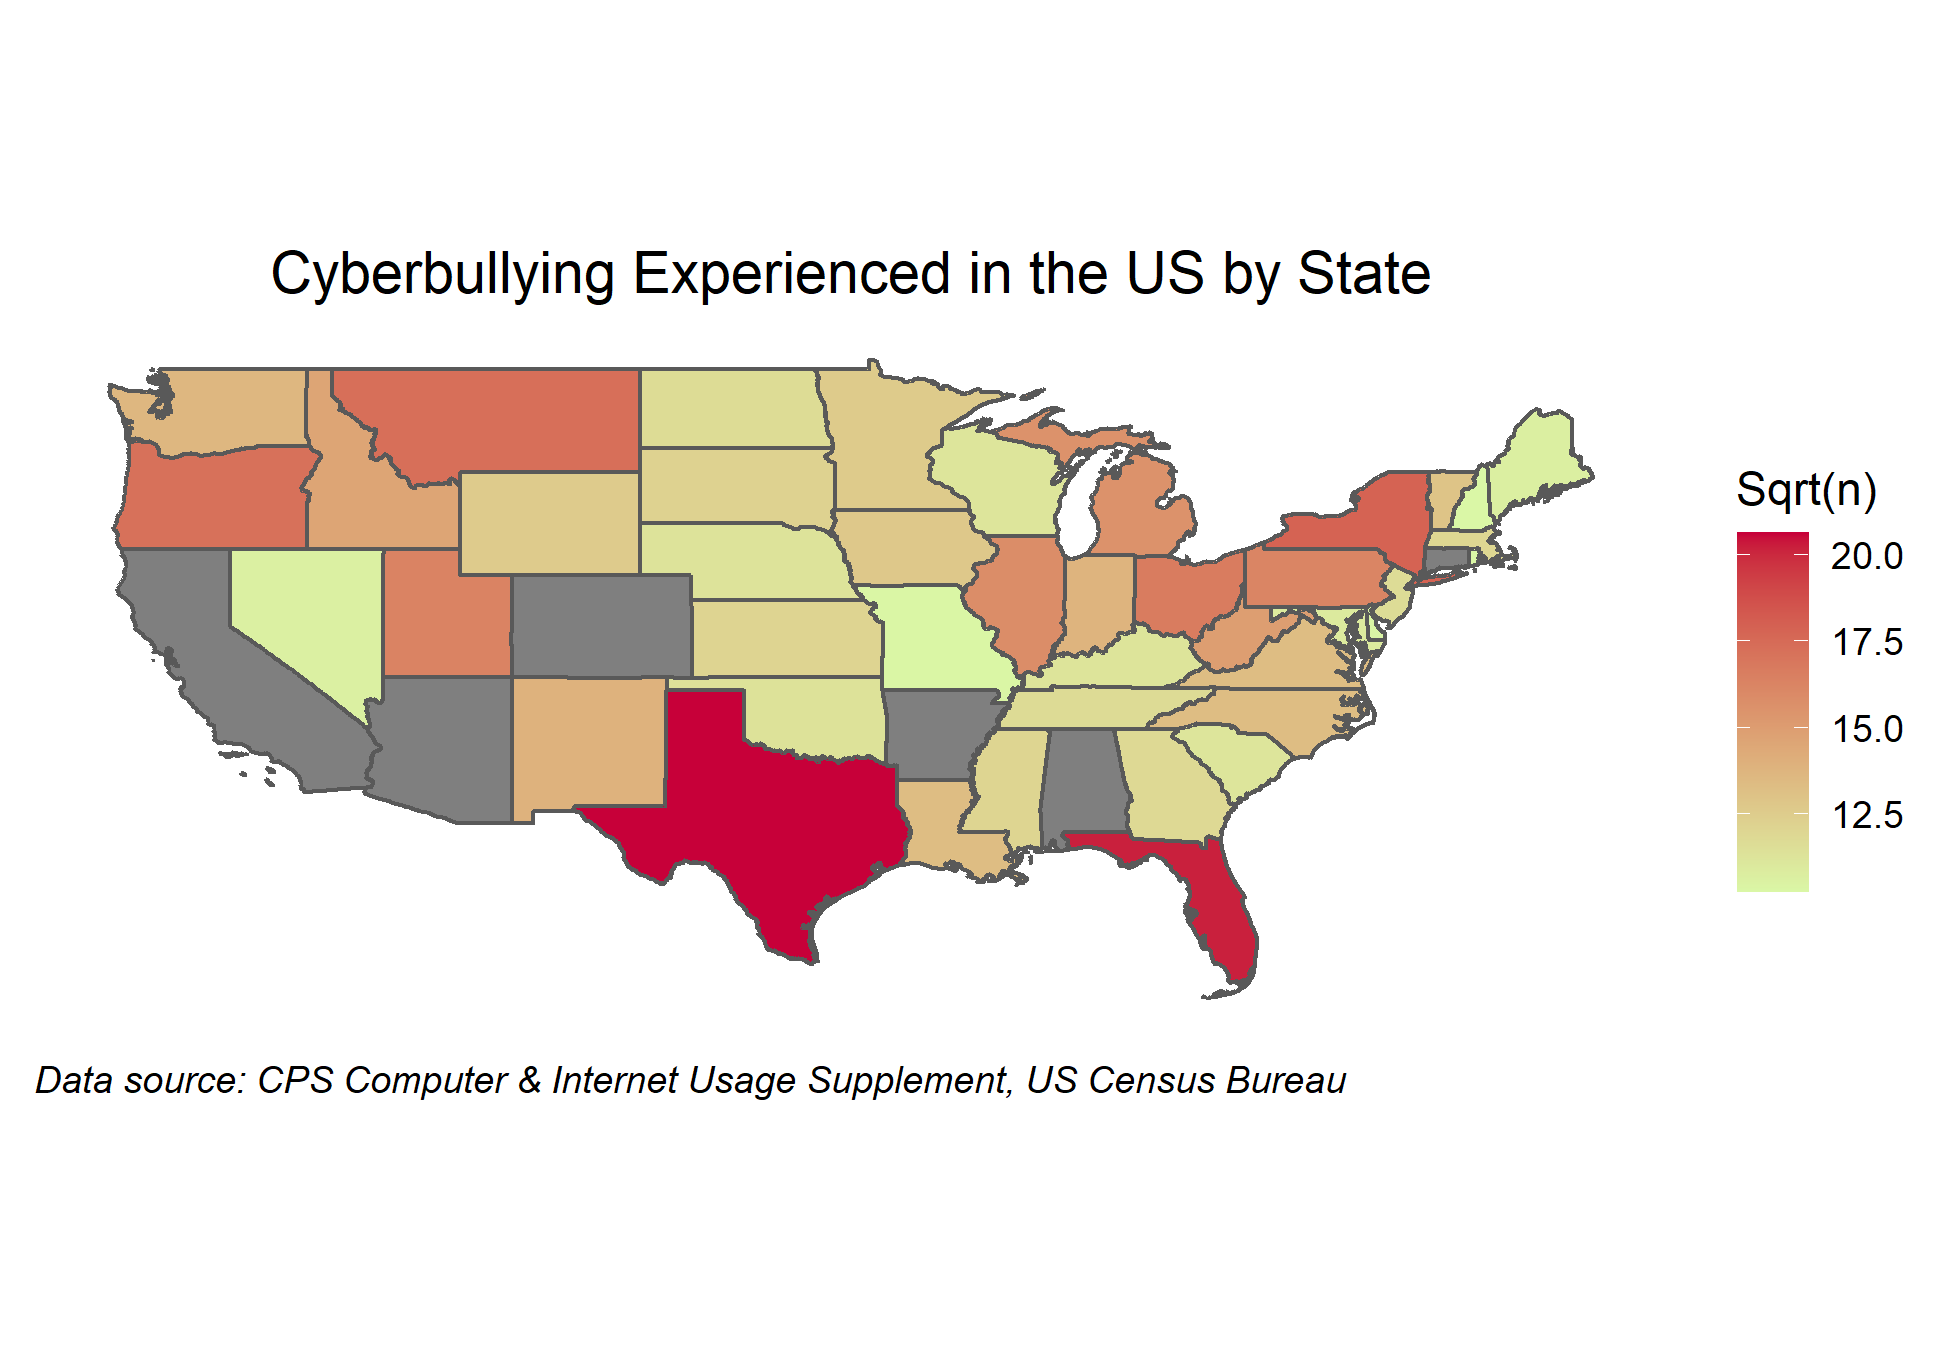 Cyberbullying Experienced in the US by State
Sqrt(n)
20.0
17.5
15.0
12.5
Data source: CPS Computer & Internet Usage Supplement, US Census Bureau